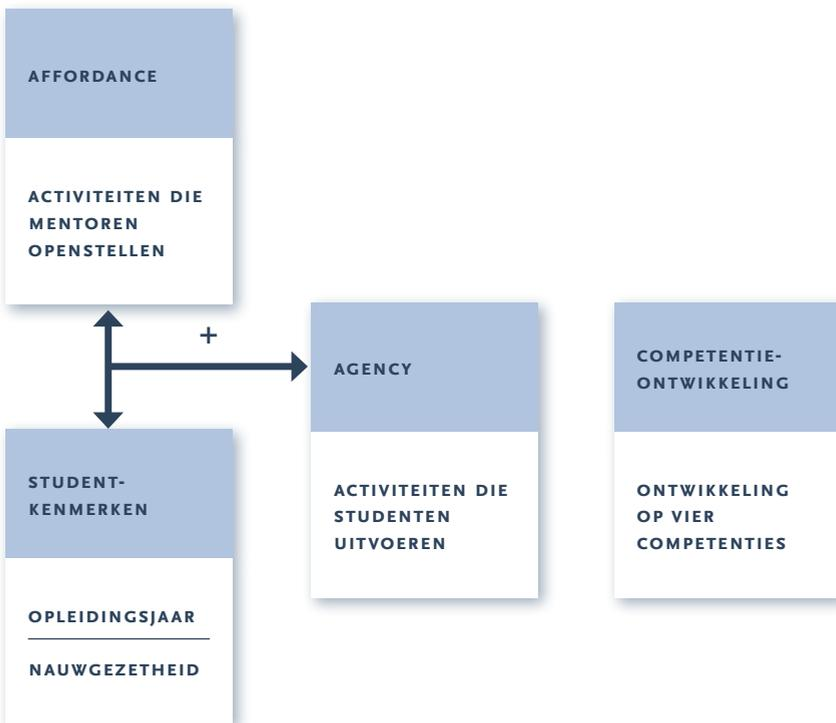 AFFORDANCE
ACTIVITEITEN DIE
MENTOREN
OPENSTELLEN
+
AGENCY
ACTIVITEITEN DIE
STUDENTEN
UITVOEREN
COMPETENTIE-
ONTWIKKELING
ONTWIKKELING
OP VIER
COMPETENTIES
STUDENT-
KENMERKEN
OPLEIDINGSJAAR
NAUWGEZETHEID